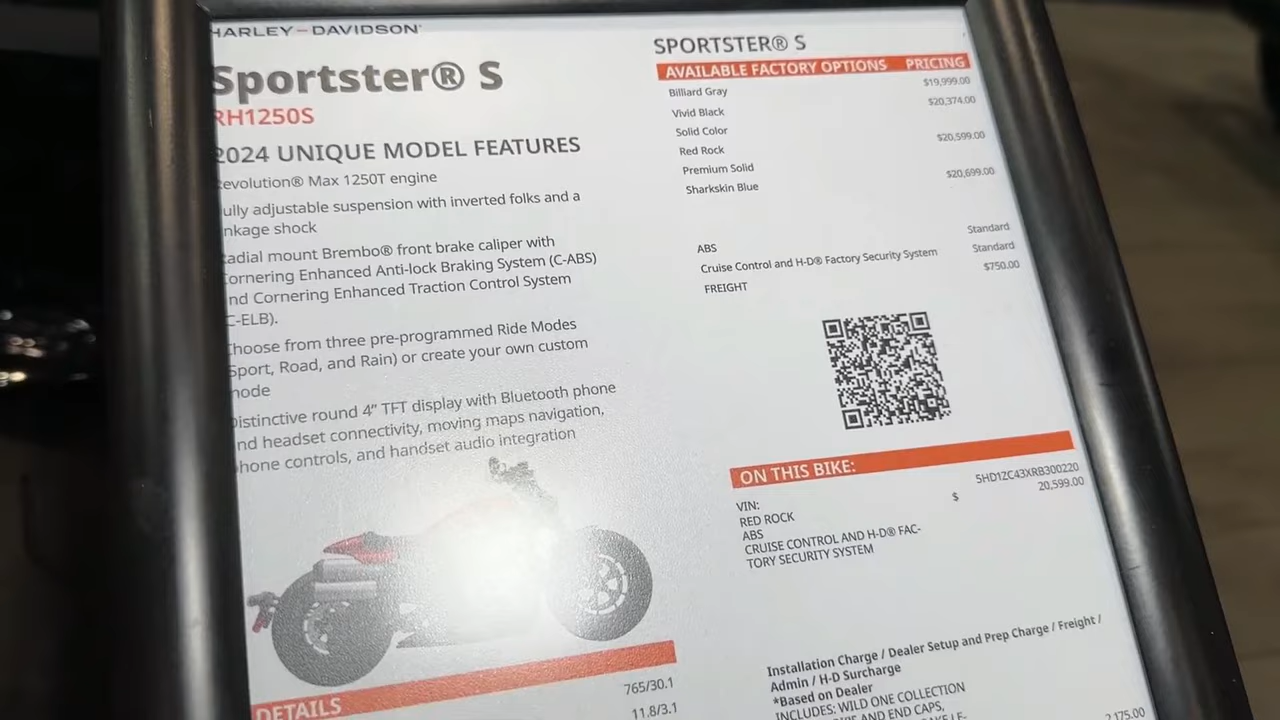 HARLEY-DAVIDSON
Sportster® S
RH1250S
2024 UNIQUE MODEL FEATURES
evolution® Max 1250T engine
ully adjustable suspension with inverted folks and a
nkage shock
adial mount Brembo® front brake caliper with
ornering Enhanced Anti-lock Braking System (C-ABS)
nd Cornering Enhanced Traction Control System
C-ELB).
hoose from three pre-programmed Ride Modes
Sport, Road, and Rain) or create your own custom
mode
Distinctive round 4” TFT display with Bluetooth phone
nd headset connectivity, moving maps navigation,
hone controls, and handset audio integration
DETAILS
765/30.1
11.8/3.1
SPORTSTER® S
AVAILABLE FACTORY OPTIONS PRICING
Billiard Gray $19,999.00
Vivid Black $20,374.00
Solid Color
Red Rock $20,599.00
Premium Solid
Sharkskin Blue $20,699.00
ABS Standard
Cruise Control and H-D® Factory Security System Standard
FREIGHT $750.00
ON THIS BIKE:
VIN: 5HD1ZC43XRB300220
RED ROCK $ 20,599.00
ABS
CRUISE CONTROL AND H-D® FAC-
TORY SECURITY SYSTEM
Installation Charge / Dealer Setup and Prep Charge / Freight /
Admin / H-D Surcharge
*Based on Dealer
INCLUDES: WILD ONE COLLECTION
AND END CAPS,
2,175.00